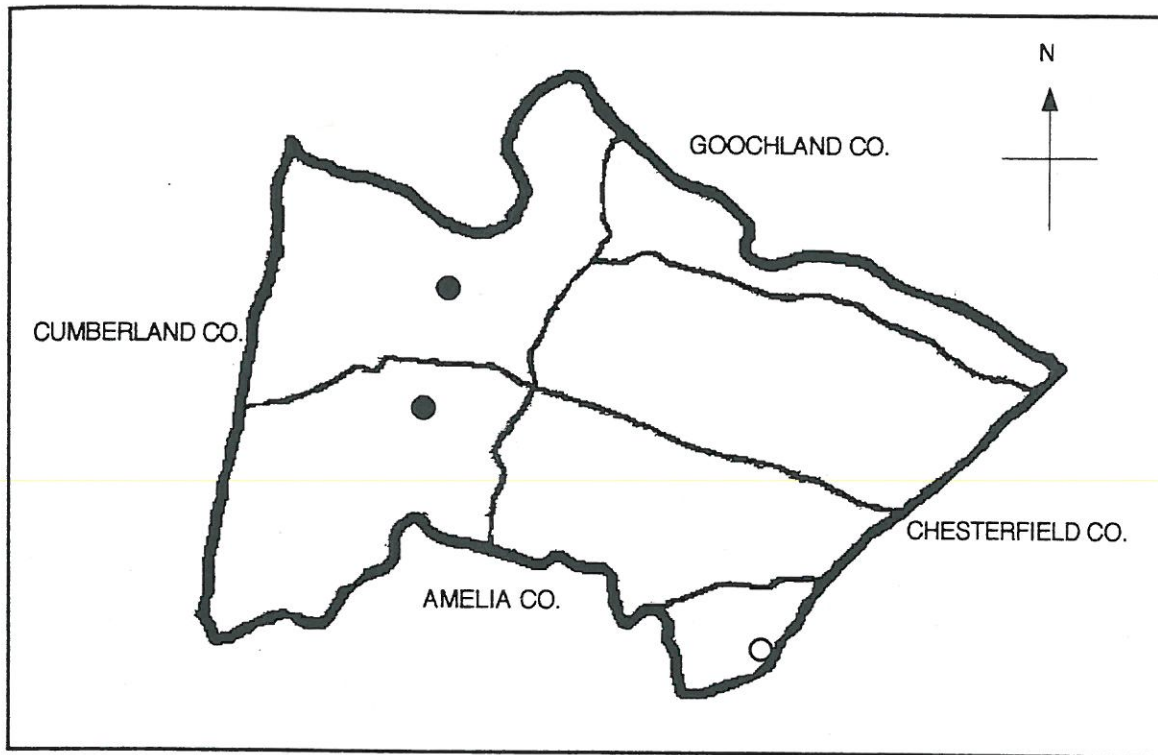 N
GOOCHLAND CO.
CUMBERLAND CO.
CHESTERFIELD CO.
AMELIA CO.